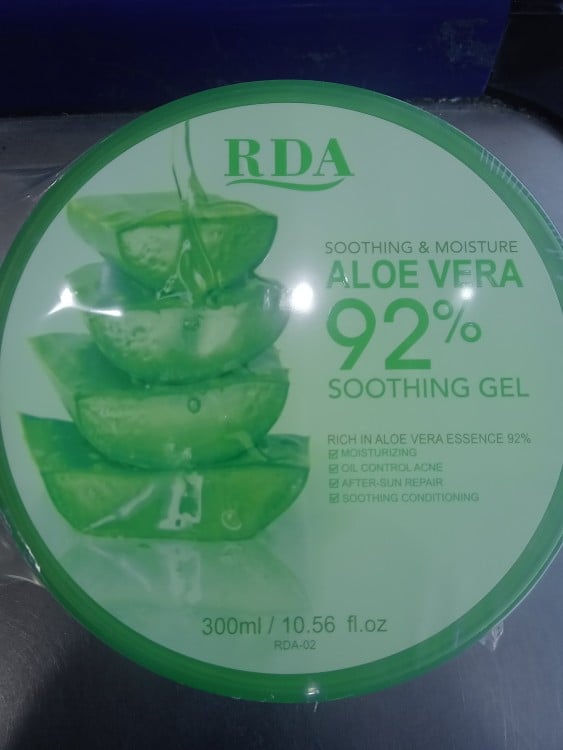 RDA
SOOTHING & MOISTURE
ALOE VERA
92%
SOOTHING GEL
RICH IN ALOE VERA ESSENCE 92%
MOISTURIZING
OIL CONTROL ACNE
AFTER-SUN REPAIR
SOOTHING CONDITIONING
300ml / 10.56 fl.oz
RDA-02